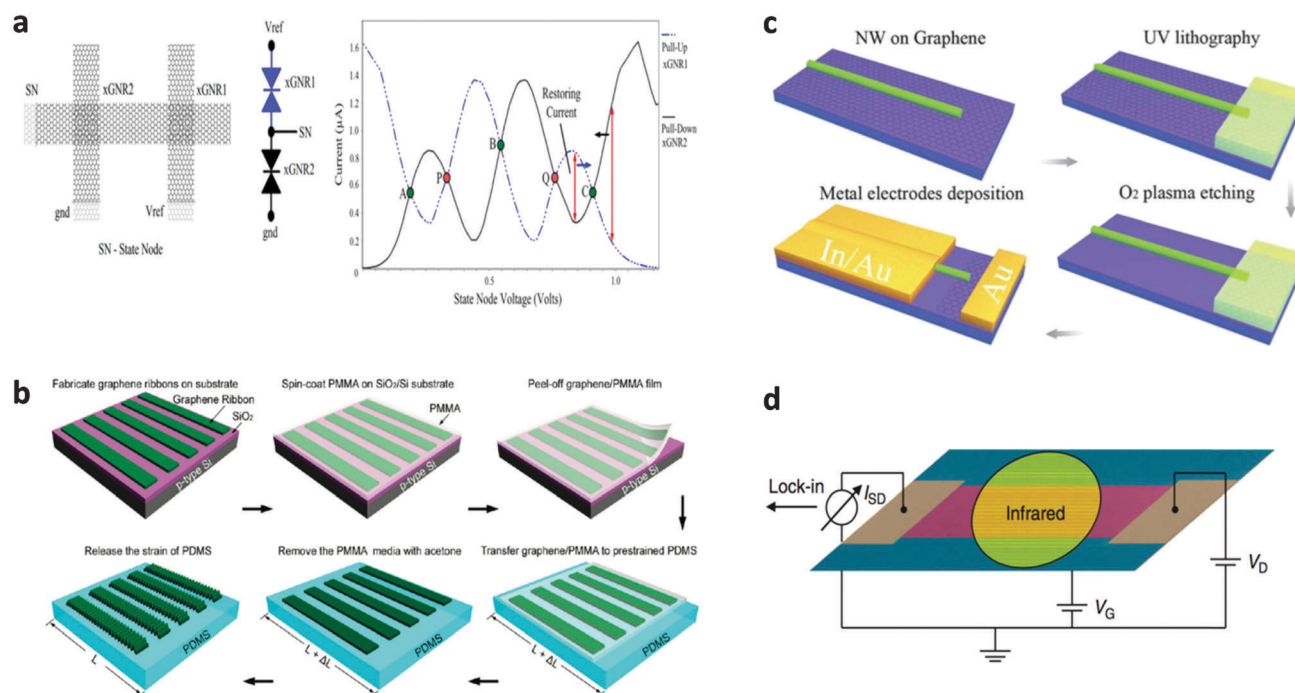 a
SN
xGNR2
xGNR1
gnd
Vref
SN - State Node
Vref
xGNR1
SN
xGNR2
gnd
Current (µA)
1.6
1.4
1.2
1.0
0.8
0.6
0.4
0.2
0.5
1.0
State Node Voltage (Volts)
A
P
B
Q
C
Restoring
Current
Pull-Up
xGNR1
Pull-Down
xGNR2
b
Fabricate graphene ribbons on substrate
Graphene Ribbon
SiO₂
p-type Si
Spin-coat PMMA on SiO₂/Si substrate
PMMA
p-type Si
Peel-off graphene/PMMA film
p-type Si
Release the strain of PDMS
PDMS
L
Remove the PMMA media with acetone
PDMS
L + ΔL
Transfer graphene/PMMA to prestrained PDMS
PDMS
L + ΔL
c
NW on Graphene
UV lithography
Metal electrodes deposition
In/Au
Au
O₂ plasma etching
d
Lock-in
I_SD
Infrared
V_D
V_G